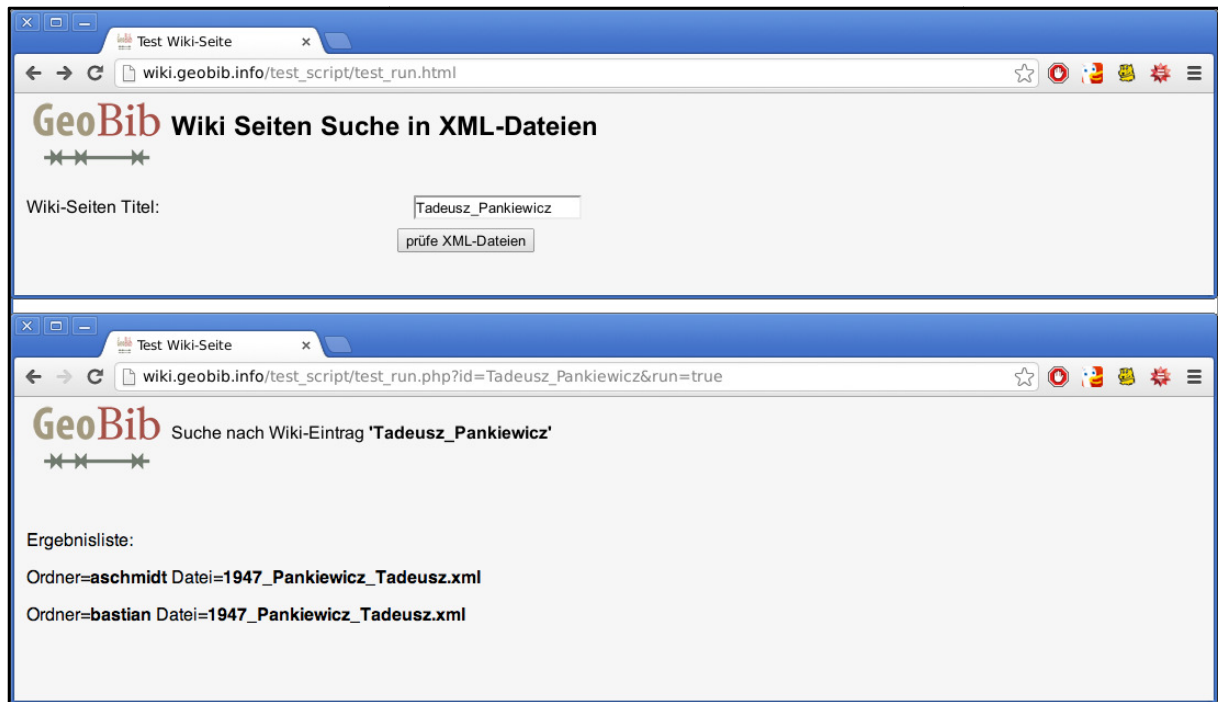 Test Wiki-Seite
wiki.geobib.info/test_script/test_run.html
GeoBib Wiki Seiten Suche in XML-Dateien
Wiki-Seiten Titel: Tadeusz_Pankiewicz
prüfe XML-Dateien
Test Wiki-Seite
wiki.geobib.info/test_script/test_run.php?id=Tadeusz_Pankiewicz&run=true
GeoBib Suche nach Wiki-Eintrag 'Tadeusz_Pankiewicz'
Ergebnisliste:
Ordner=aschmidt Datei=1947_Pankiewicz_Tadeusz.xml
Ordner=bastian Datei=1947_Pankiewicz_Tadeusz.xml